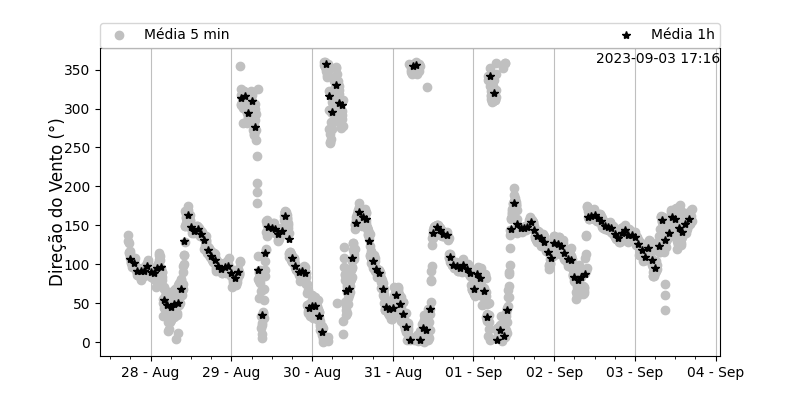 Média 5 min
Média 1h
2023-09-03 17:16
Direção do Vento (°)
350
300
250
200
150
100
50
0
28 - Aug
29 - Aug
30 - Aug
31 - Aug
01 - Sep
02 - Sep
03 - Sep
04 - Sep